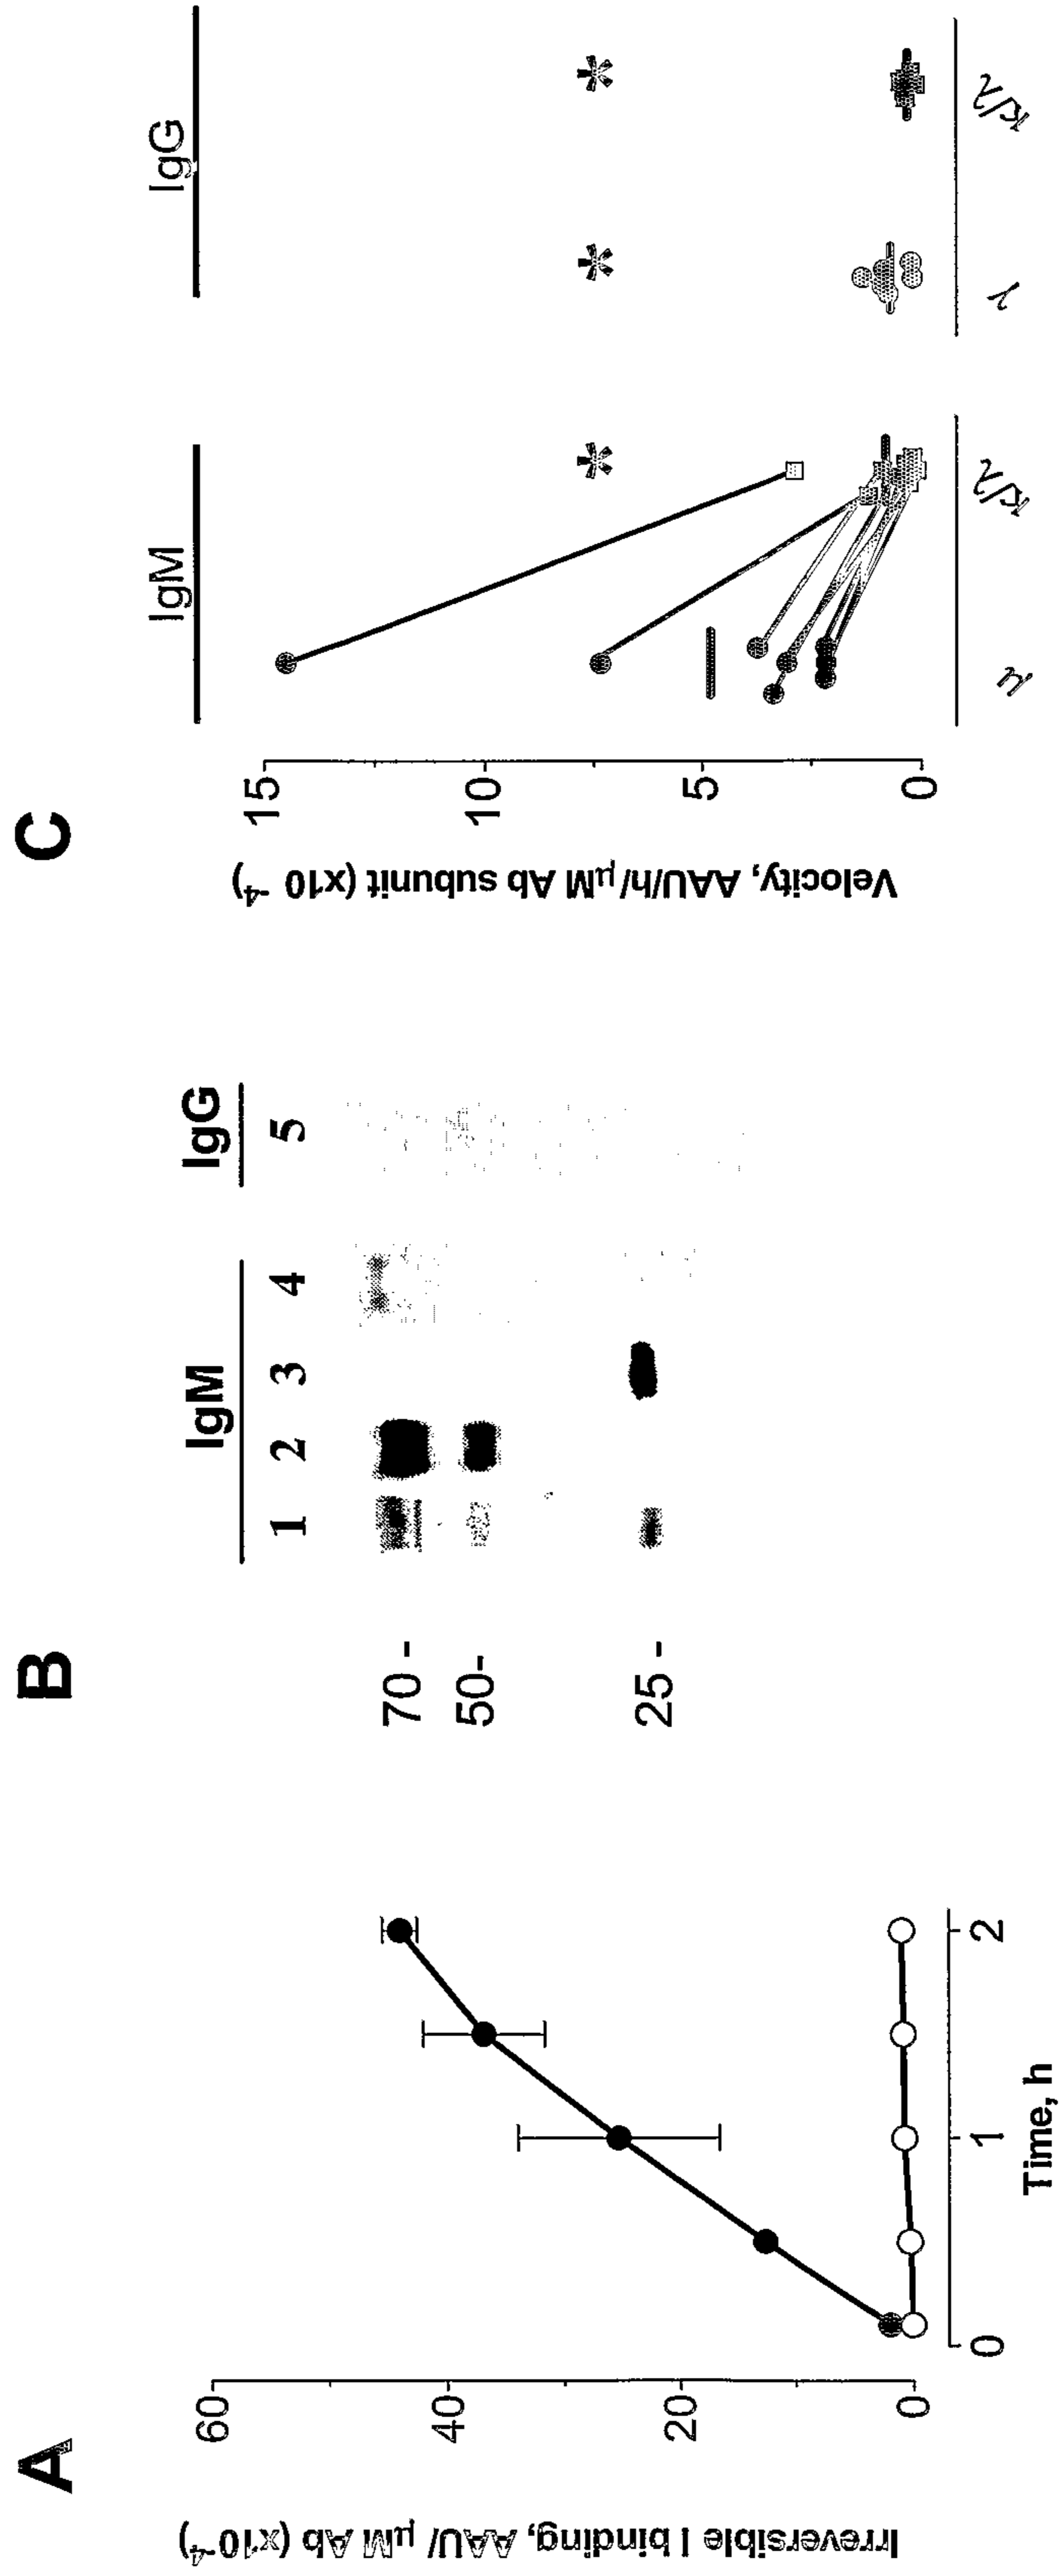 A
Irreversible I binding, AAU/ μM Ab (x10⁻⁴)
60
40
20
0
0 1 2
Time, h
B
IgM IgG
1 2 3 4 5
70 -
50-
25 -
C
IgM IgG
Velocity, AAU/h/μM Ab subunit (x10 ⁻⁴)
15
10
5
0
* * *
μ κ/λ γ κ/λ